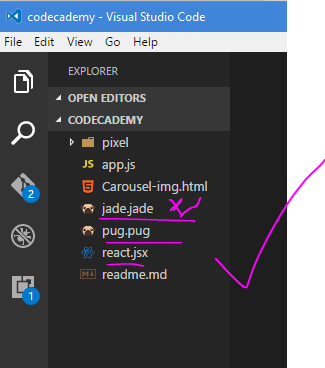 codecademy - Visual Studio Code
File Edit View Go Help
EXPLORER
OPEN EDITORS
CODECADEMY
pixel
JS app.js
Carousel-img.html
jade.jade
pug.pug
react.jsx
M↓ readme.md
2
1